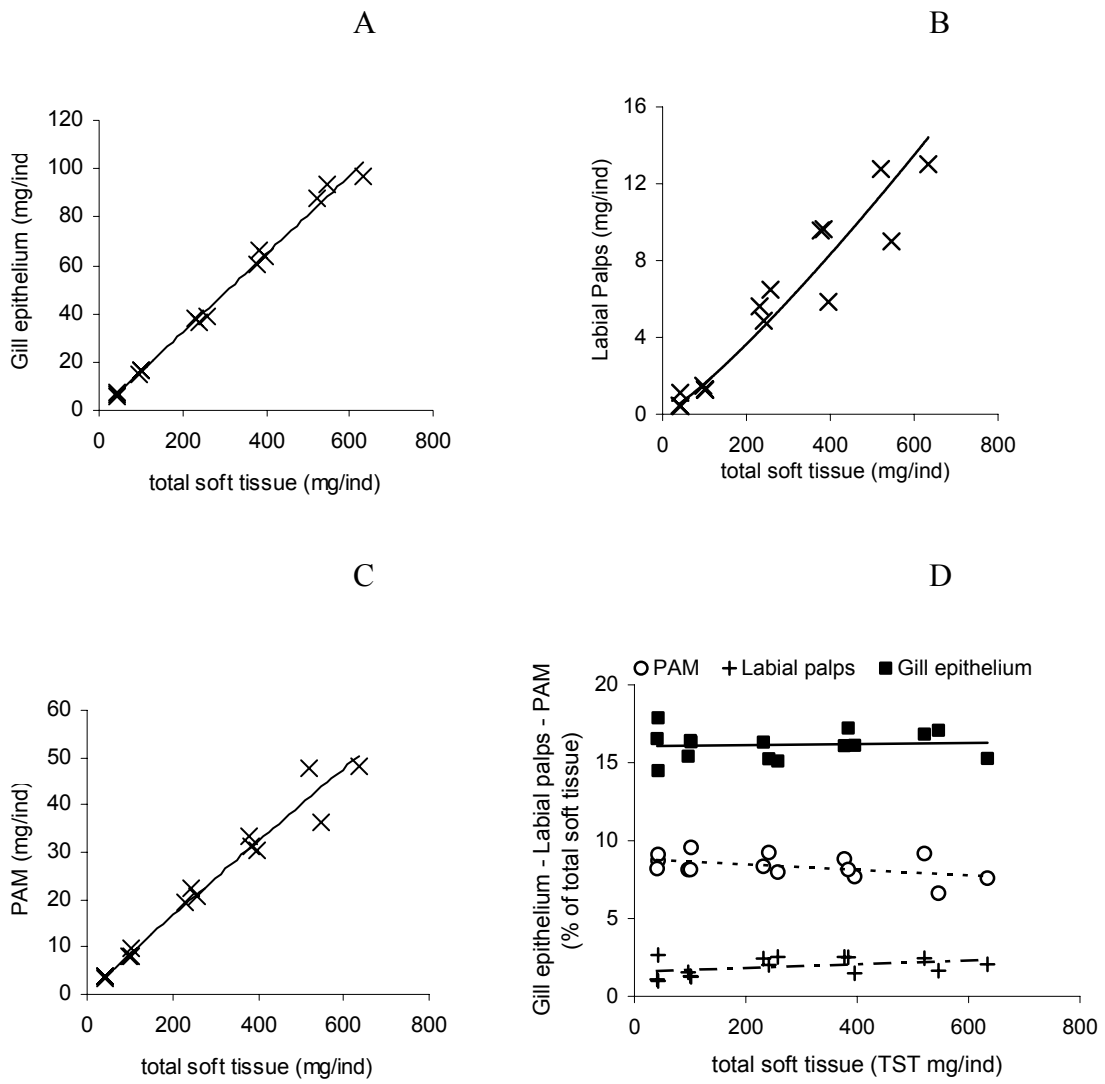 A
Gill epithelium (mg/ind
120
100
80
60
40
20
0
0 200 400 600 800
total soft tissue (mg/ind)
B
Labial Palps (mg/ind)
16
12
8
4
0
0 200 400 600 800
total soft tissue (mg/ind)
C
PAM (mg/ind)
60
50
40
30
20
10
0
0 200 400 600 800
total soft tissue (mg/ind)
D
PAM Labial palps Gill epithelium
Gill epithelium - Labial palps - PAM
(% of total soft tissue)
20
15
10
5
0
0 200 400 600 800
total soft tissue (TST mg/ind)